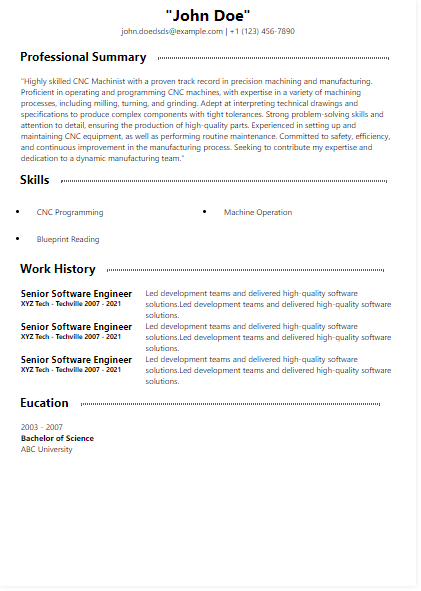 "John Doe"
john.doedsds@example.com | +1 (123) 456-7890
Professional Summary
"Highly skilled CNC Machinist with a proven track record in precision machining and manufacturing.
Proficient in operating and programming CNC machines, with expertise in a variety of machining
processes, including milling, turning, and grinding. Adept at interpreting technical drawings and
specifications to produce complex components with tight tolerances. Strong problem-solving skills and
attention to detail, ensuring the production of high-quality parts. Experienced in setting up and
maintaining CNC equipment, as well as performing routine maintenance. Committed to safety, efficiency,
and continuous improvement in the manufacturing process. Seeking to contribute my expertise and
dedication to a dynamic manufacturing team."
Skills
CNC Programming
Machine Operation
Blueprint Reading
Work History
Senior Software Engineer
XYZ Tech - Techville 2007 - 2021
Led development teams and delivered high-quality software
solutions.Led development teams and delivered high-quality software
solutions.
Senior Software Engineer
XYZ Tech - Techville 2007 - 2021
Led development teams and delivered high-quality software
solutions.Led development teams and delivered high-quality software
solutions.
Senior Software Engineer
XYZ Tech - Techville 2007 - 2021
Led development teams and delivered high-quality software
solutions.Led development teams and delivered high-quality software
solutions.
Eucation
2003 - 2007
Bachelor of Science
ABC University